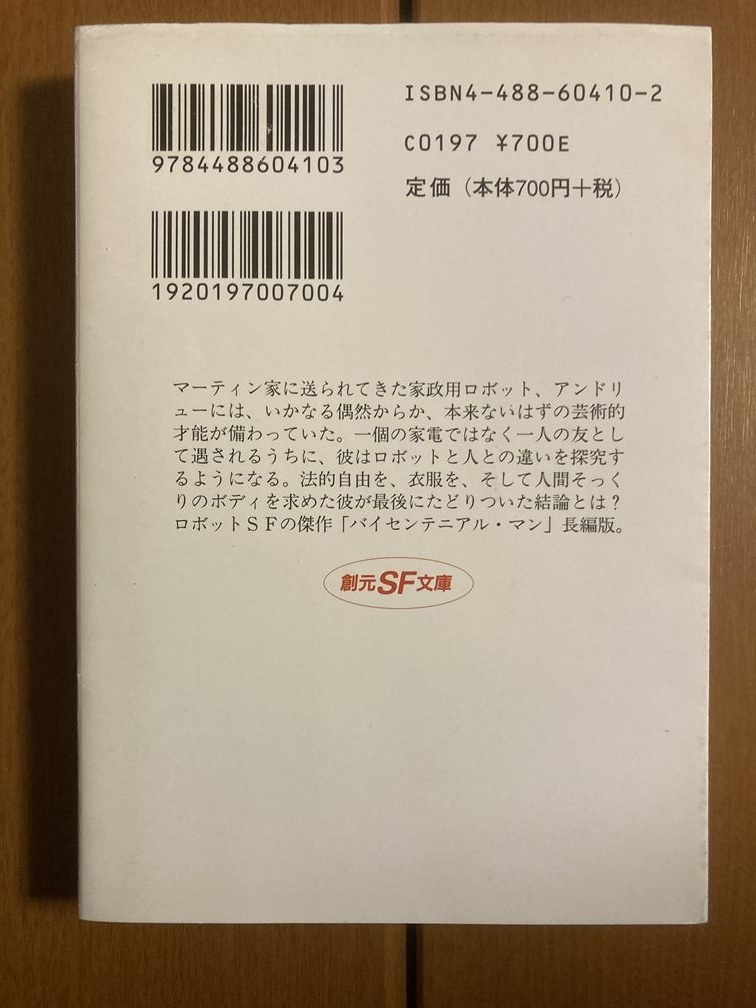 ISBN4-488-60410-2
C0197 ¥700E
定価（本体700円＋税）
9784488604103
1920197007004
マーティン家に送られてきた家政用ロボット、アンドリ
ューには、いかなる偶然からか、本来ないはずの芸術的
才能が備わっていた。一個の家電ではなく一人の友とし
て遇されるうちに、彼はロボットと人との違いを探究す
るようになる。法的自由を、衣服を、そして人間そっく
りのボディを求めた彼が最後にたどりついた結論とは？
ロボットＳＦの傑作「バイセンテニアル・マン」長編版。
創元SF文庫